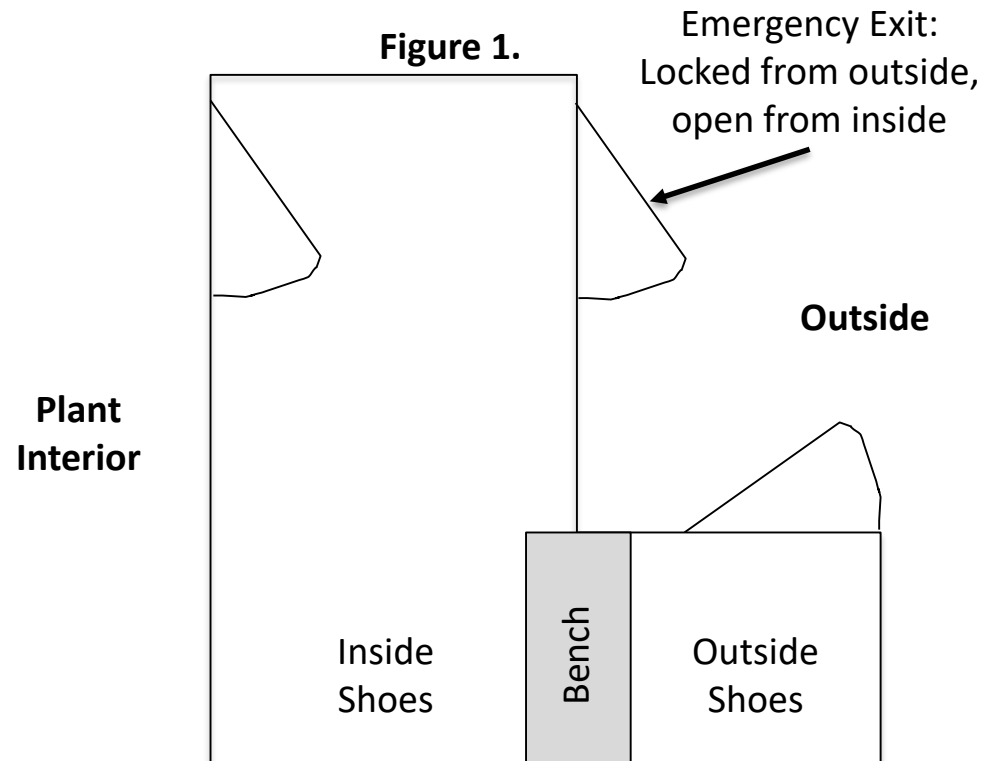 Figure 1.
Emergency Exit:
Locked from outside,
open from inside
Outside
Plant
Interior
Inside
Shoes
Bench
Outside
Shoes